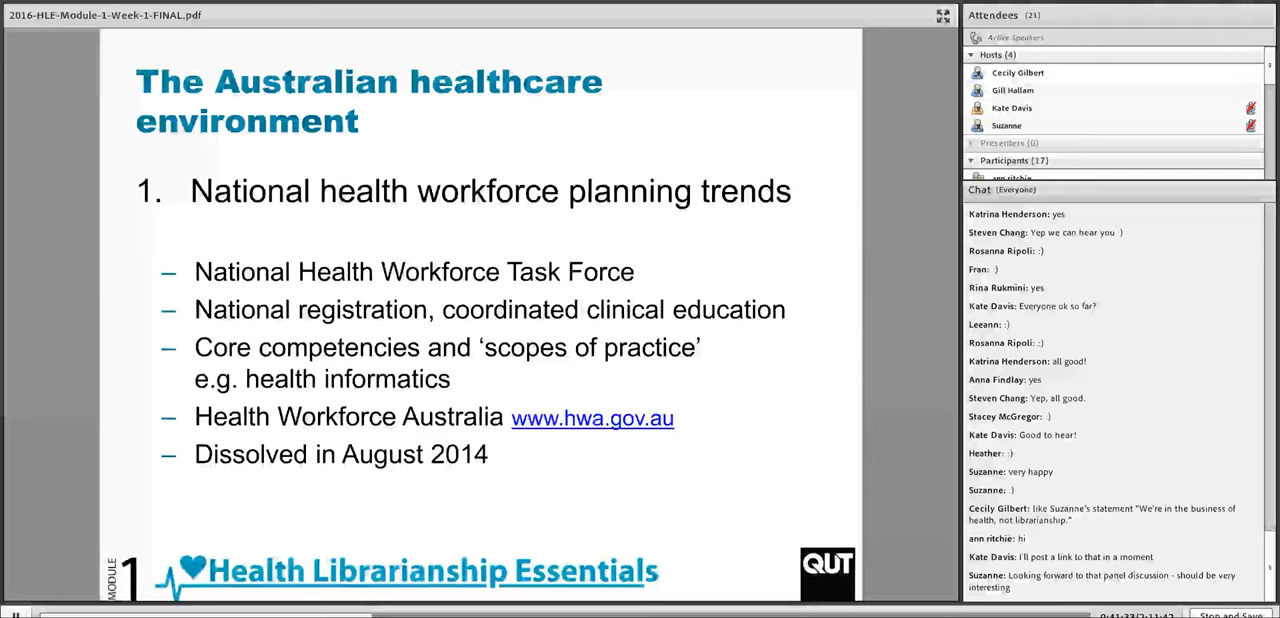 2016-HLE-Module-1-Week-1-FINAL.pdf
The Australian healthcare
environment
1. National health workforce planning trends
– National Health Workforce Task Force
– National registration, coordinated clinical education
– Core competencies and ‘scopes of practice’
e.g. health informatics
– Health Workforce Australia www.hwa.gov.au
– Dissolved in August 2014
MODULE 1
Health Librarianship Essentials
QUT
Attendees (21)
Active Speakers
Hosts (4)
Cecily Gilbert
Gill Hallam
Kate Davis
Suzanne
Presenters (0)
Participants (17)
ann ritchie
Chat (Everyone)
Katrina Henderson: yes
Steven Chang: Yep we can hear you :)
Rosanna Ripoli: :)
Fran: :)
Rina Rukmini: yes
Kate Davis: Everyone ok so far?
Leeann: :)
Rosanna Ripoli: :)
Katrina Henderson: all good!
Anna Findlay: yes
Steven Chang: Yep, all good.
Stacey McGregor: :)
Kate Davis: Good to hear!
Heather: :)
Suzanne: very happy
Suzanne: :)
Cecily Gilbert: like Suzanne's statement "We're in the business of
health, not librarianship."
ann ritchie: hi
Kate Davis: I'll post a link to that in a moment
Suzanne: Looking forward to that panel discussion - should be very
interesting
0:41:33/2:11:42
Stop and Save